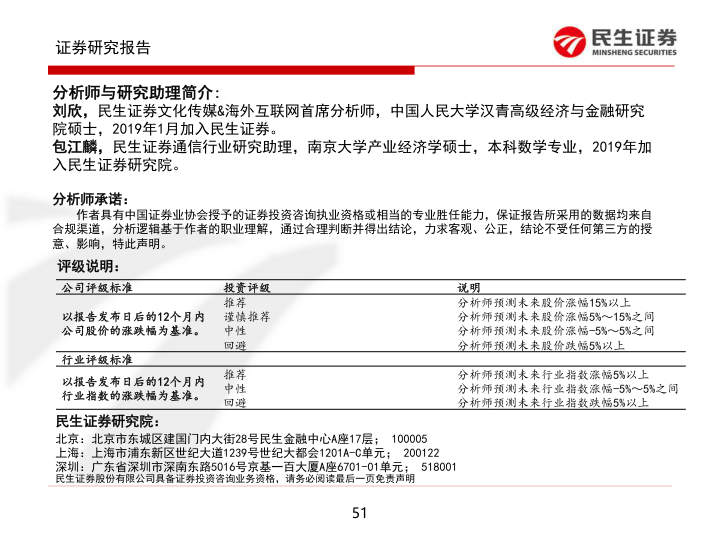 证券研究报告
民生证券
MINSHENG SECURITIES
分析师与研究助理简介:
刘欣，民生证券文化传媒&海外互联网首席分析师，中国人民大学汉青高级经济与金融研究
院硕士，2019年1月加入民生证券。
包江麟，民生证券通信行业研究助理，南京大学产业经济学硕士，本科数学专业，2019年加
入民生证券研究院。
分析师承诺：
作者具有中国证券业协会授予的证券投资咨询执业资格或相当的专业胜任能力，保证报告所采用的数据均来自
合规渠道，分析逻辑基于作者的职业理解，通过合理判断并得出结论，力求客观、公正，结论不受任何第三方的授
意、影响，特此声明。
评级说明：
公司评级标准 投资评级 说明
以报告发布日后的12个月内公司股价的涨跌幅为基准。
推荐 分析师预测未来股价涨幅15%以上
谨慎推荐 分析师预测未来股价涨幅5%～15%之间
中性 分析师预测未来股价涨幅-5%～5%之间
回避 分析师预测未来股价跌幅5%以上
行业评级标准
以报告发布日后的12个月内行业指数的涨跌幅为基准。
推荐 分析师预测未来行业指数涨幅5%以上
中性 分析师预测未来行业指数涨幅-5%～5%之间
回避 分析师预测未来行业指数跌幅5%以上
民生证券研究院：
北京：北京市东城区建国门内大街28号民生金融中心A座17层； 100005
上海：上海市浦东新区世纪大道1239号世纪大都会1201A-C单元； 200122
深圳：广东省深圳市深南东路5016号京基一百大厦A座6701-01单元； 518001
民生证券股份有限公司具备证券投资咨询业务资格，请务必阅读最后一页免责声明
51